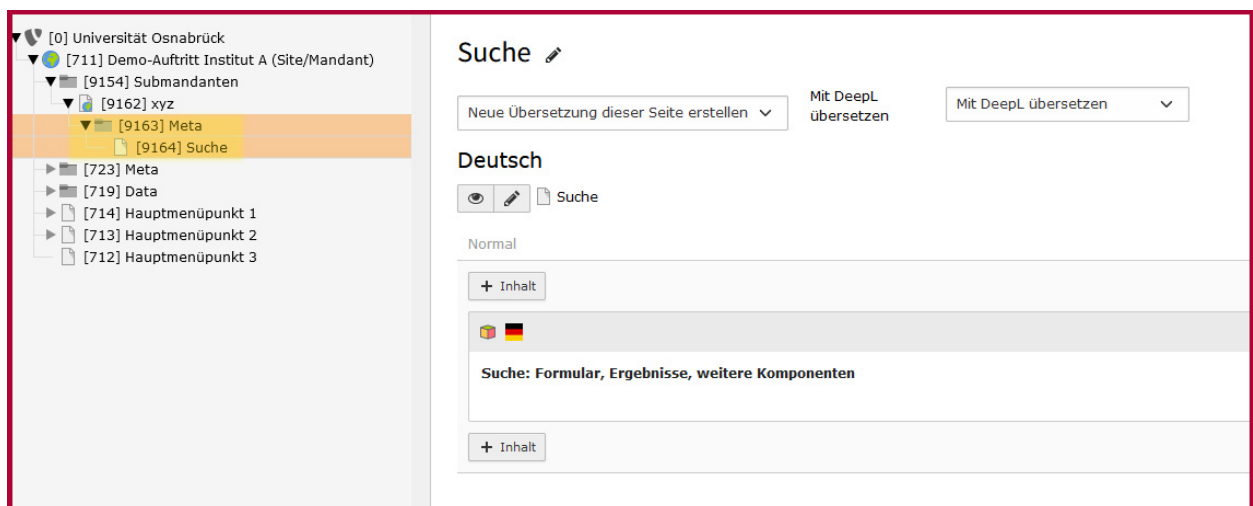 [0] Universität Osnabrück
[711] Demo-Auftritt Institut A (Site/Mandant)
[9154] Submandanten
[9162] xyz
[9163] Meta
[9164] Suche
[723] Meta
[719] Data
[714] Hauptmenüpunkt 1
[713] Hauptmenüpunkt 2
[712] Hauptmenüpunkt 3
Suche
Neue Übersetzung dieser Seite erstellen
Mit DeepL
übersetzen
Mit DeepL übersetzen
Deutsch
Suche
Normal
+ Inhalt
Suche: Formular, Ergebnisse, weitere Komponenten
+ Inhalt